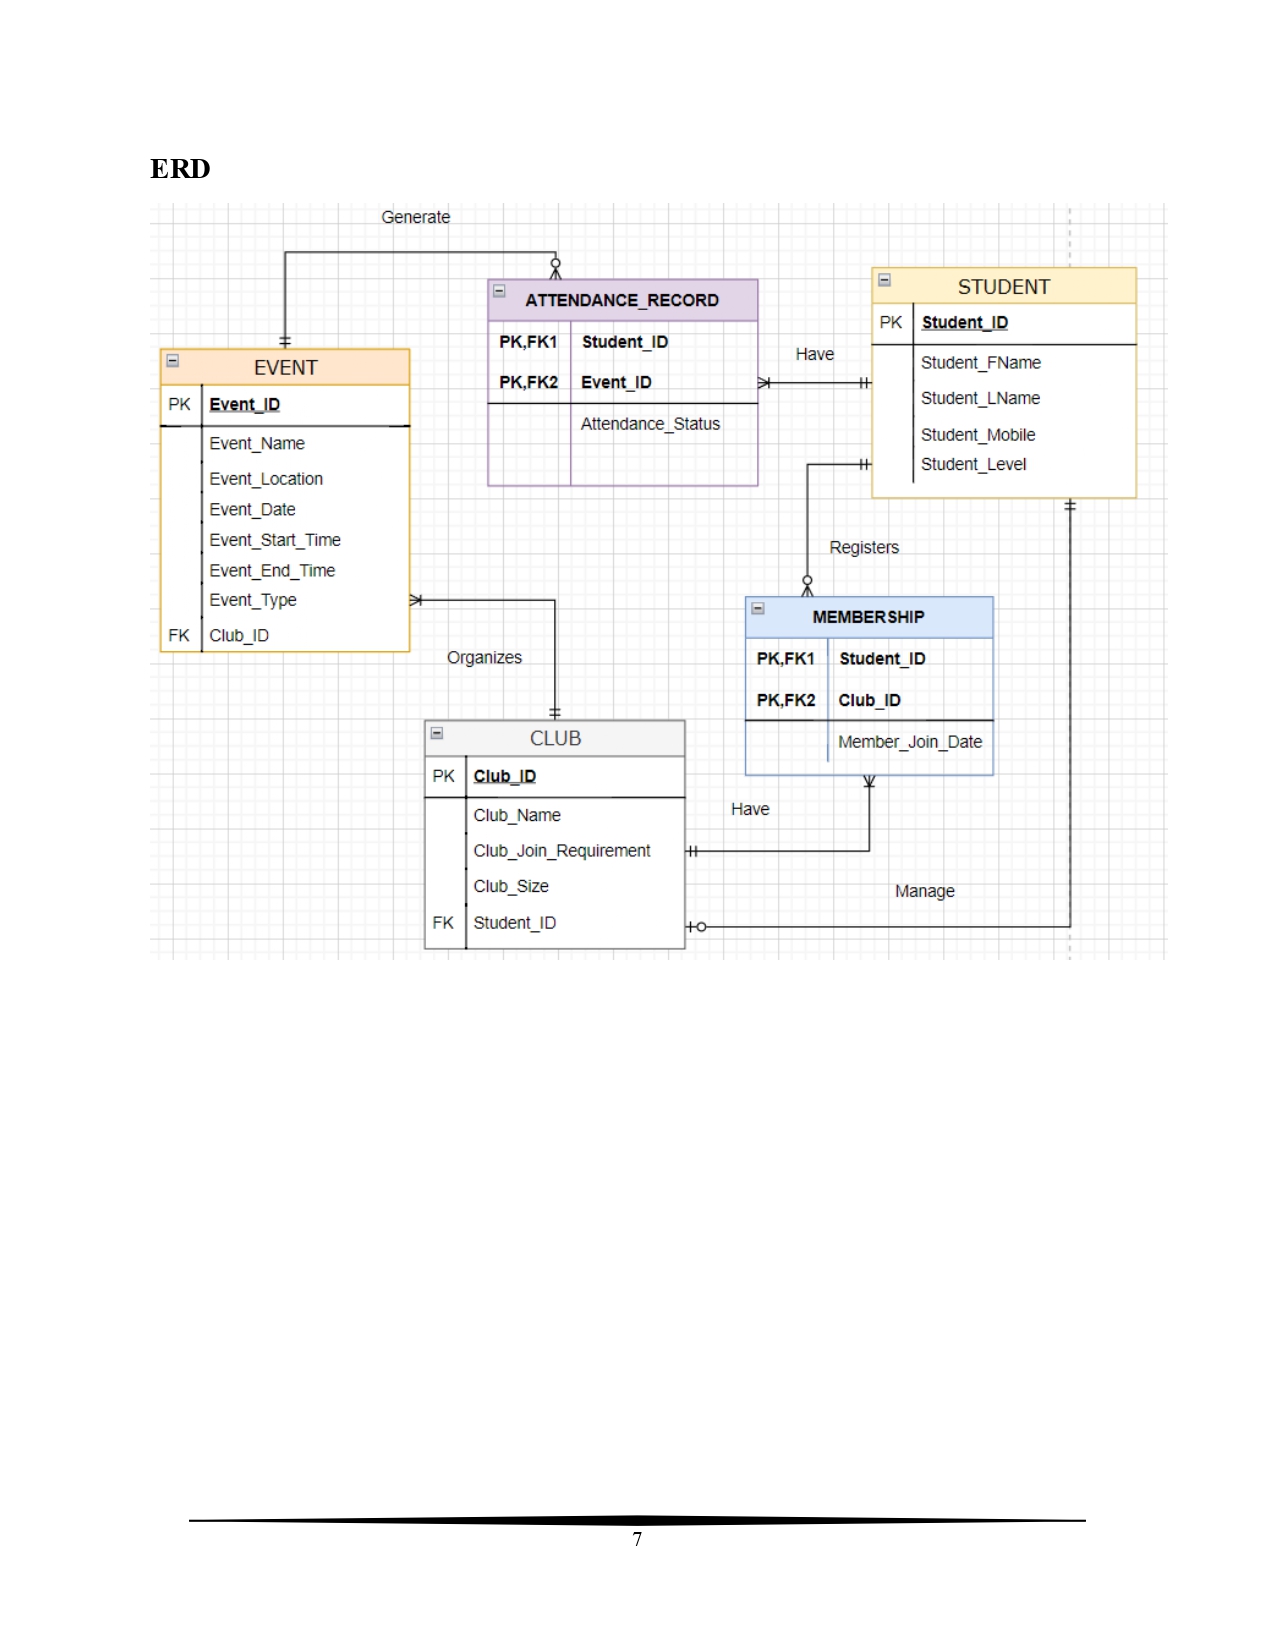 ERD
Generate
ATTENDANCE_RECORD
PK,FK1 Student_ID
PK,FK2 Event_ID
Attendance_Status
Have
STUDENT
PK Student_ID
Student_FName
Student_LName
Student_Mobile
Student_Level
EVENT
PK Event_ID
Event_Name
Event_Location
Event_Date
Event_Start_Time
Event_End_Time
Event_Type
FK Club_ID
Registers
Organizes
MEMBERSHIP
PK,FK1 Student_ID
PK,FK2 Club_ID
Member_Join_Date
CLUB
PK Club_ID
Club_Name
Club_Join_Requirement
Club_Size
FK Student_ID
Have
Manage
7